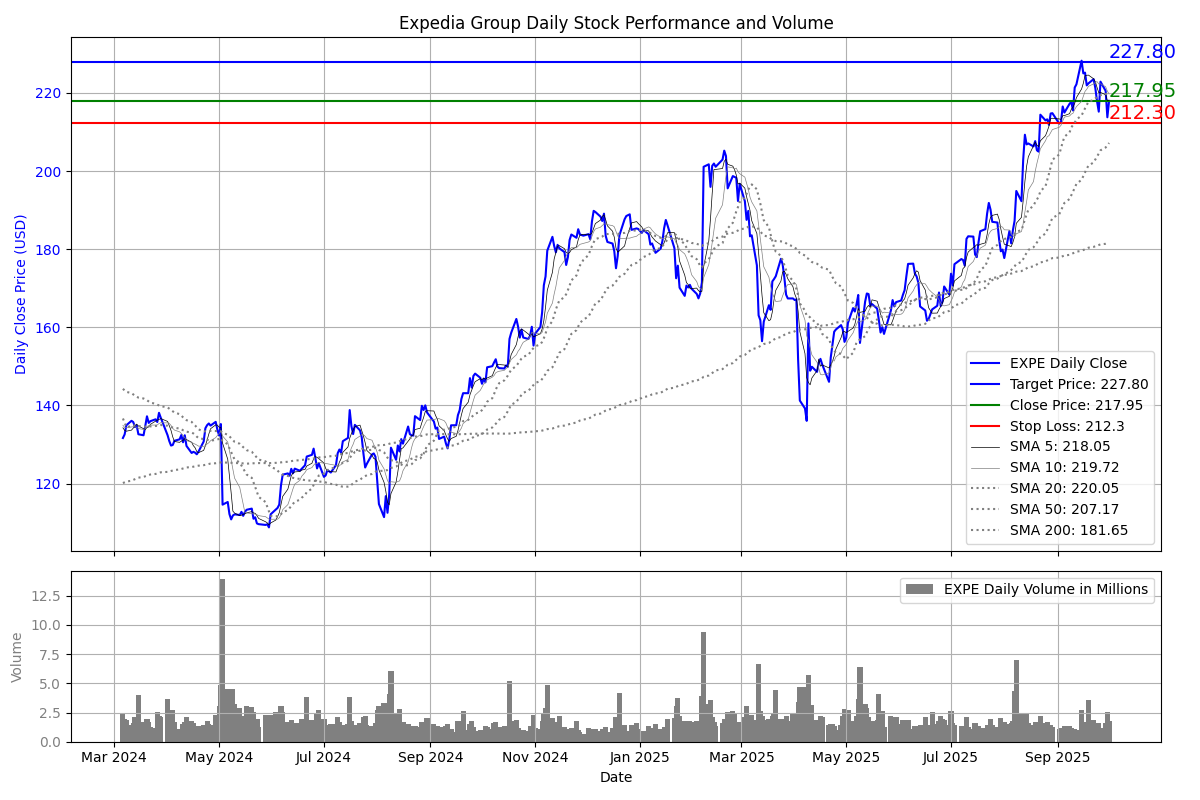 Expedia Group Daily Stock Performance and Volume
227.80
217.95
212.30
220
200
180
160
140
120
Daily Close Price (USD)
EXPE Daily Close
Target Price: 227.80
Close Price: 217.95
Stop Loss: 212.3
SMA 5: 218.05
SMA 10: 219.72
SMA 20: 220.05
SMA 50: 207.17
SMA 200: 181.65
EXPE Daily Volume in Millions
12.5
10.0
7.5
5.0
2.5
0.0
Volume
Mar 2024
May 2024
Jul 2024
Sep 2024
Nov 2024
Jan 2025
Mar 2025
May 2025
Jul 2025
Sep 2025
Date